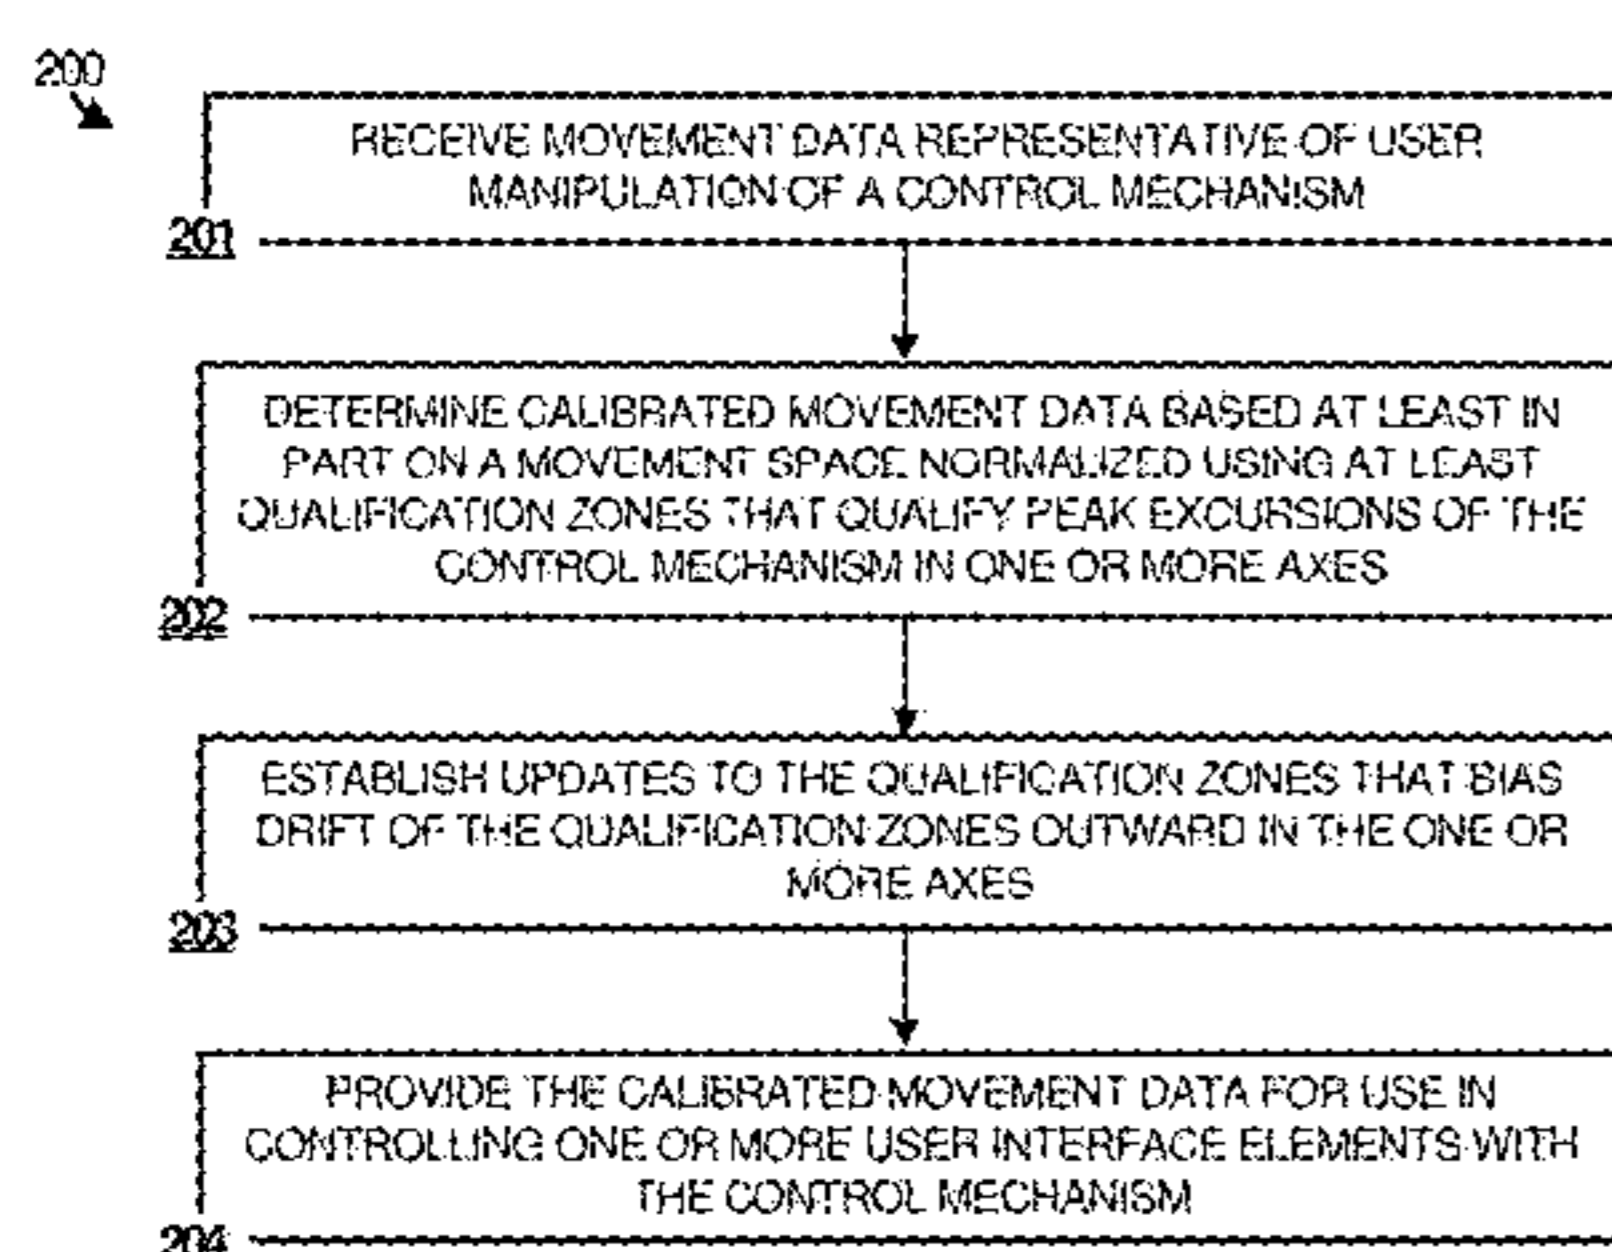 200
RECEIVE MOVEMENT DATA REPRESENTATIVE OF USER
MANIPULATION OF A CONTROL MECHANISM
201
DETERMINE CALIBRATED MOVEMENT DATA BASED AT LEAST IN
PART ON A MOVEMENT SPACE NORMALIZED USING AT LEAST
QUALIFICATION ZONES THAT QUALIFY PEAK EXCURSIONS OF THE
CONTROL MECHANISM IN ONE OR MORE AXES
202
ESTABLISH UPDATES TO THE QUALIFICATION ZONES THAT BIAS
DRIFT OF THE QUALIFICATION ZONES OUTWARD IN THE ONE OR
MORE AXES
203
PROVIDE THE CALIBRATED MOVEMENT DATA FOR USE IN
CONTROLLING ONE OR MORE USER INTERFACE ELEMENTS WITH
THE CONTROL MECHANISM
204